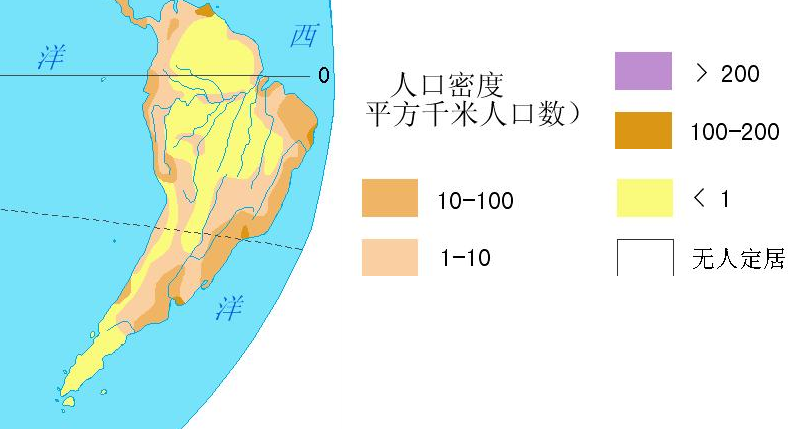 洋
西
0
洋
人口密度
平方千米人口数）
> 200
100-200
10-100
< 1
1-10
无人定居